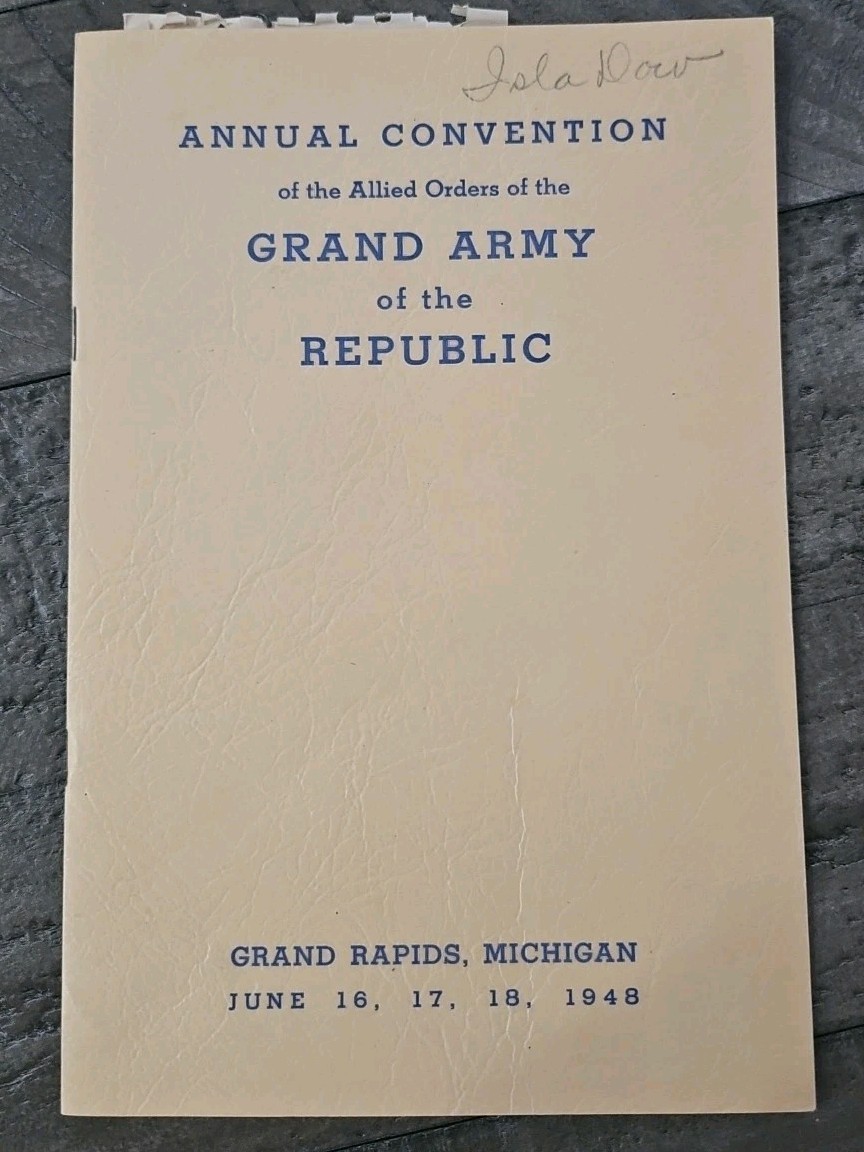 Isla Dow
ANNUAL CONVENTION
of the Allied Orders of the
GRAND ARMY
of the
REPUBLIC
GRAND RAPIDS, MICHIGAN
JUNE 16, 17, 18, 1948